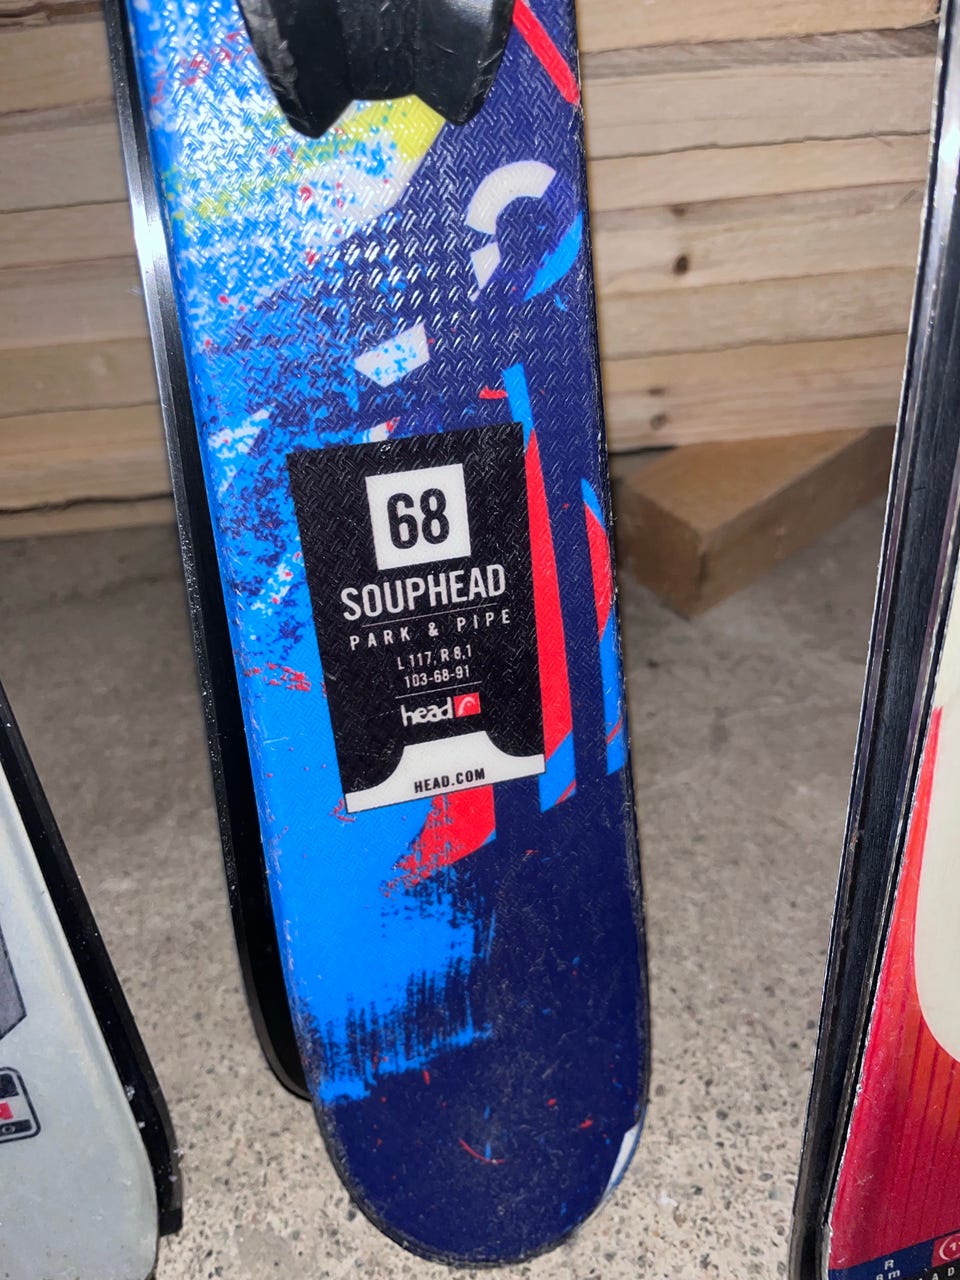 68
SOUPHEAD
PARK & PIPE
L 117, R 8,1
103-68-91
head
HEAD.COM
R